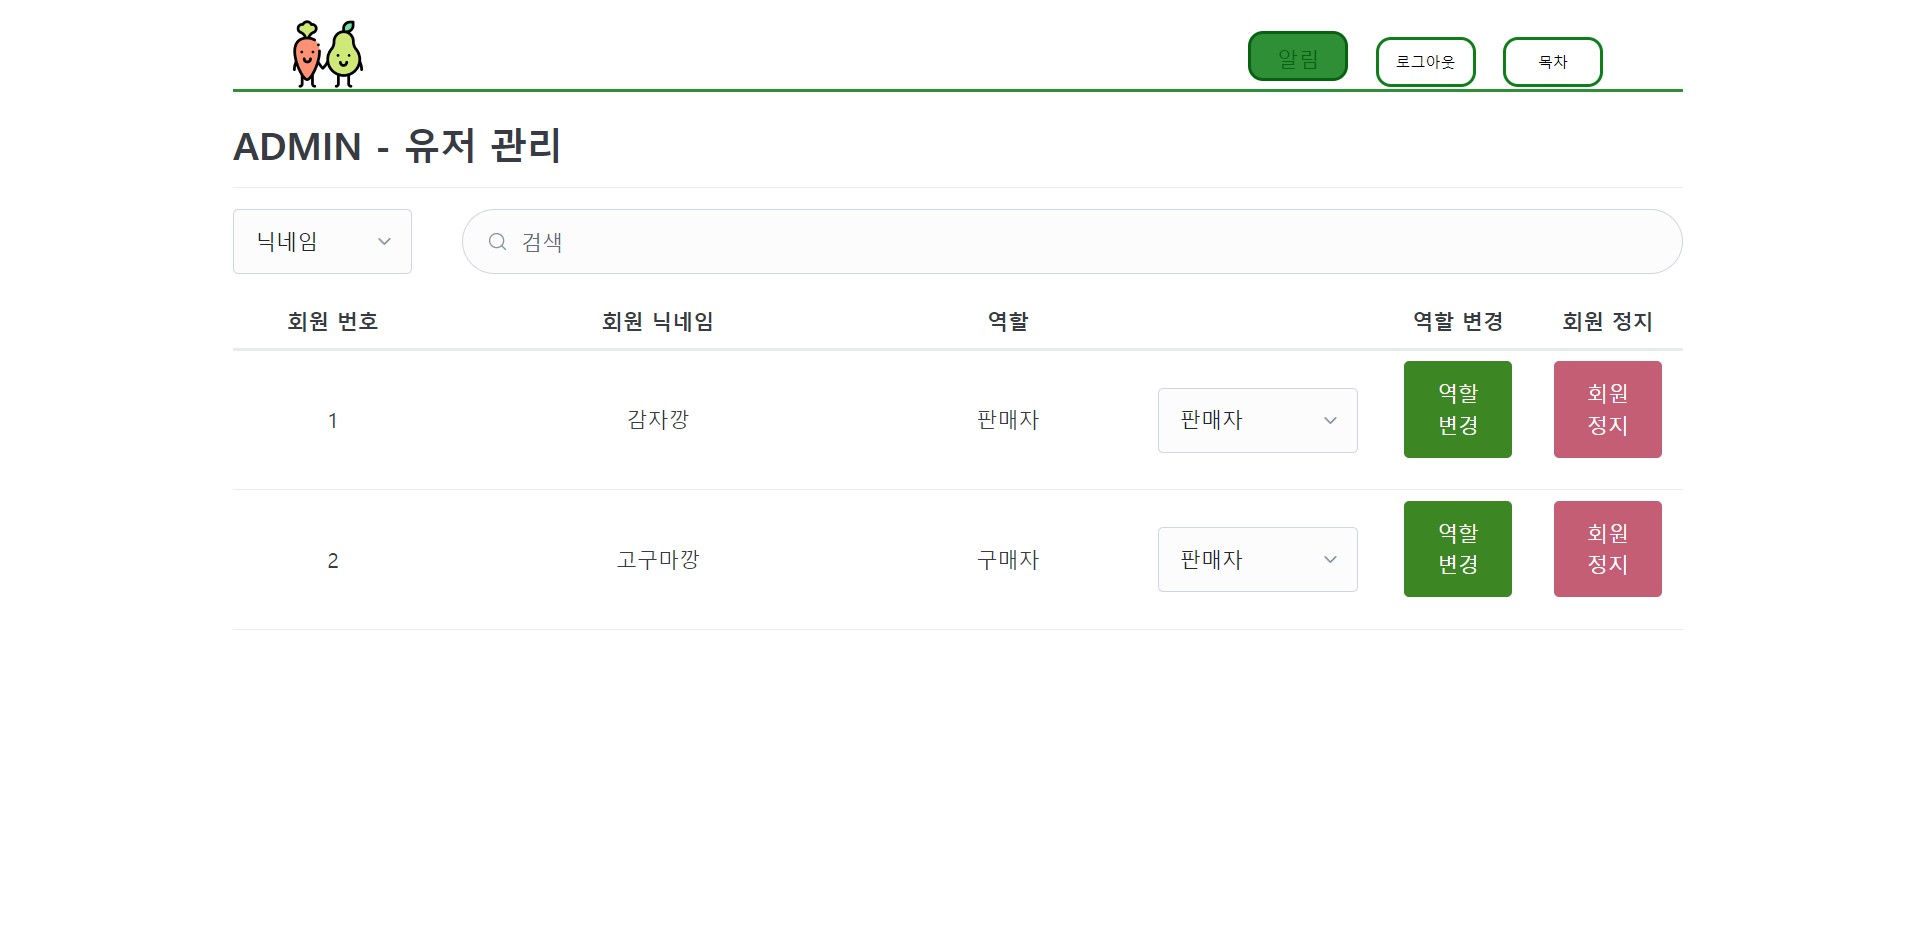 알림
로그아웃
목차
ADMIN - 유저 관리
닉네임
검색
회원 번호 회원 닉네임 역할 역할 변경 회원 정지
1 감자깡 판매자 판매자
역할
변경
회원
정지
2 고구마깡 구매자 판매자
역할
변경
회원
정지